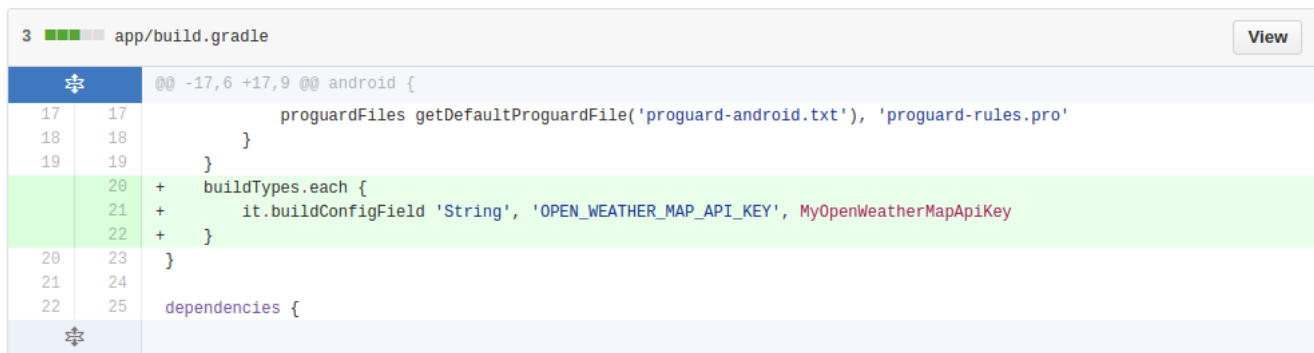 3 app/build.gradle View
@@ -17,6 +17,9 @@ android {
17 17 proguardFiles getDefaultProguardFile('proguard-android.txt'), 'proguard-rules.pro'
18 18 }
19 19 }
20 + buildTypes.each {
21 + it.buildConfigField 'String', 'OPEN_WEATHER_MAP_API_KEY', MyOpenWeatherMapApiKey
22 + }
20 23 }
21 24
22 25 dependencies {